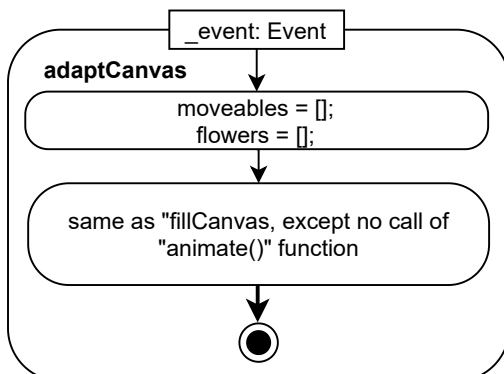 _event: Event
adaptCanvas
moveables = [];
flowers = [];
same as "fillCanvas, except no call of
"animate()" function